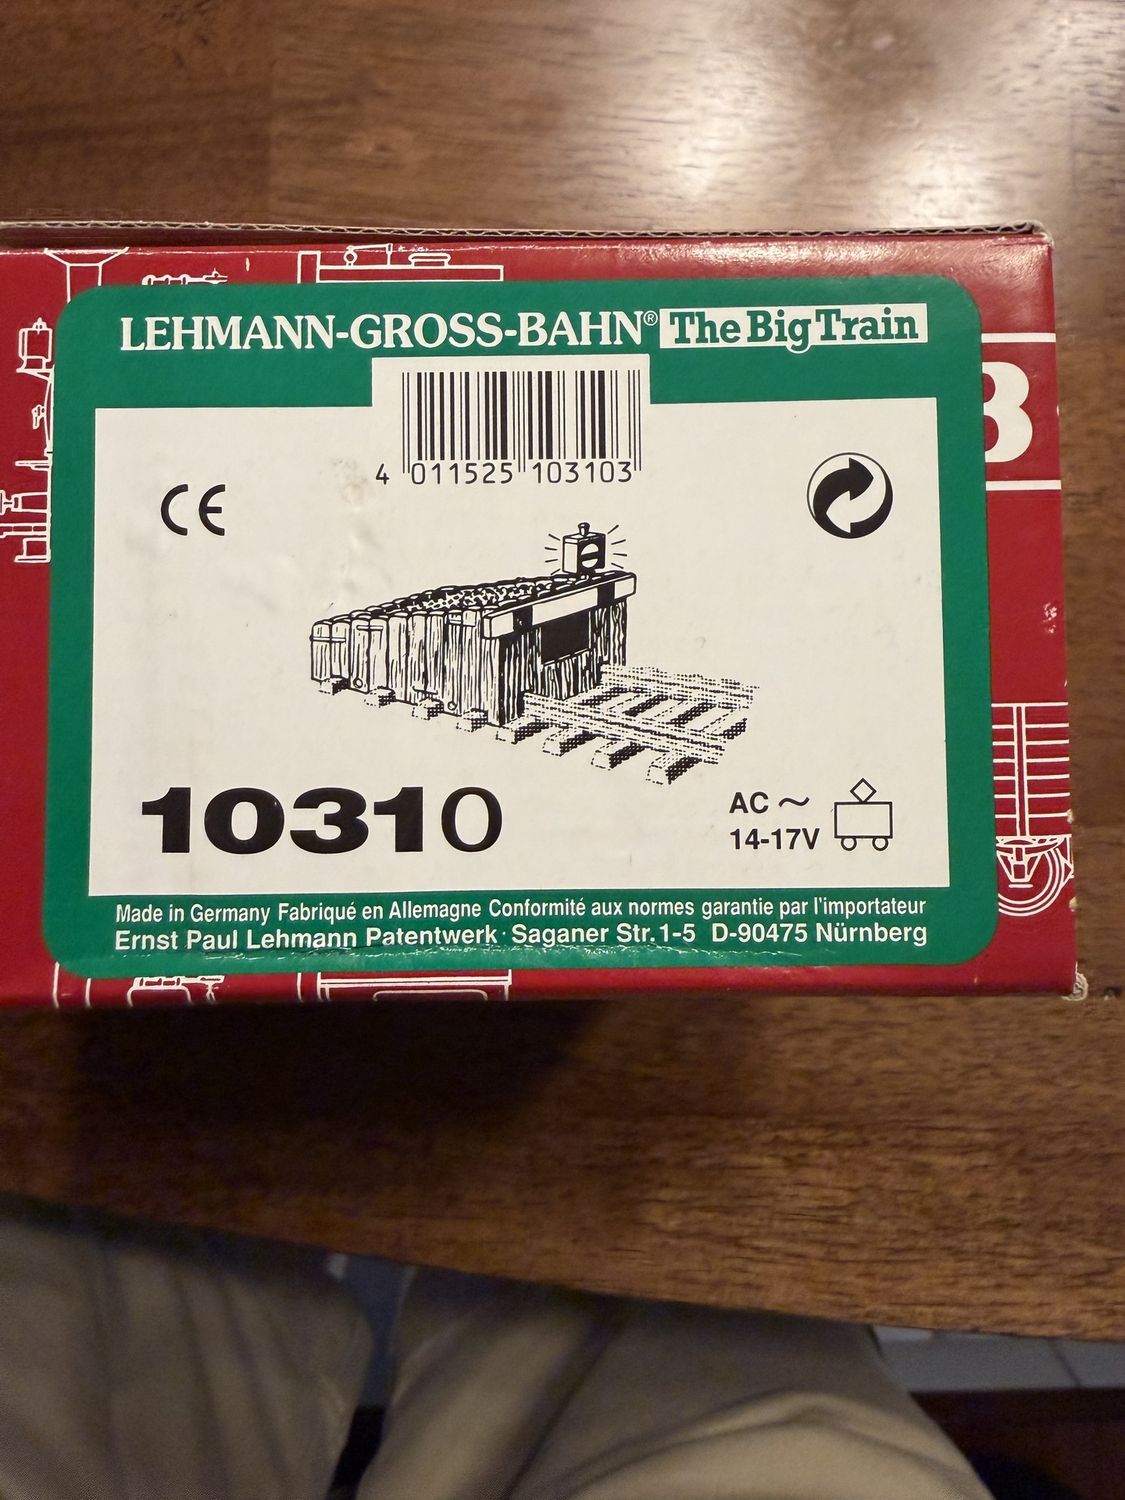 LEHMANN-GROSS-BAHN® The Big Train
4 011525 103103
CE
B
10310
AC ~
14-17V
Made in Germany Fabriqué en Allemagne Conformité aux normes garantie par l'importateur
Ernst Paul Lehmann Patentwerk · Saganer Str. 1-5 D-90475 Nürnberg